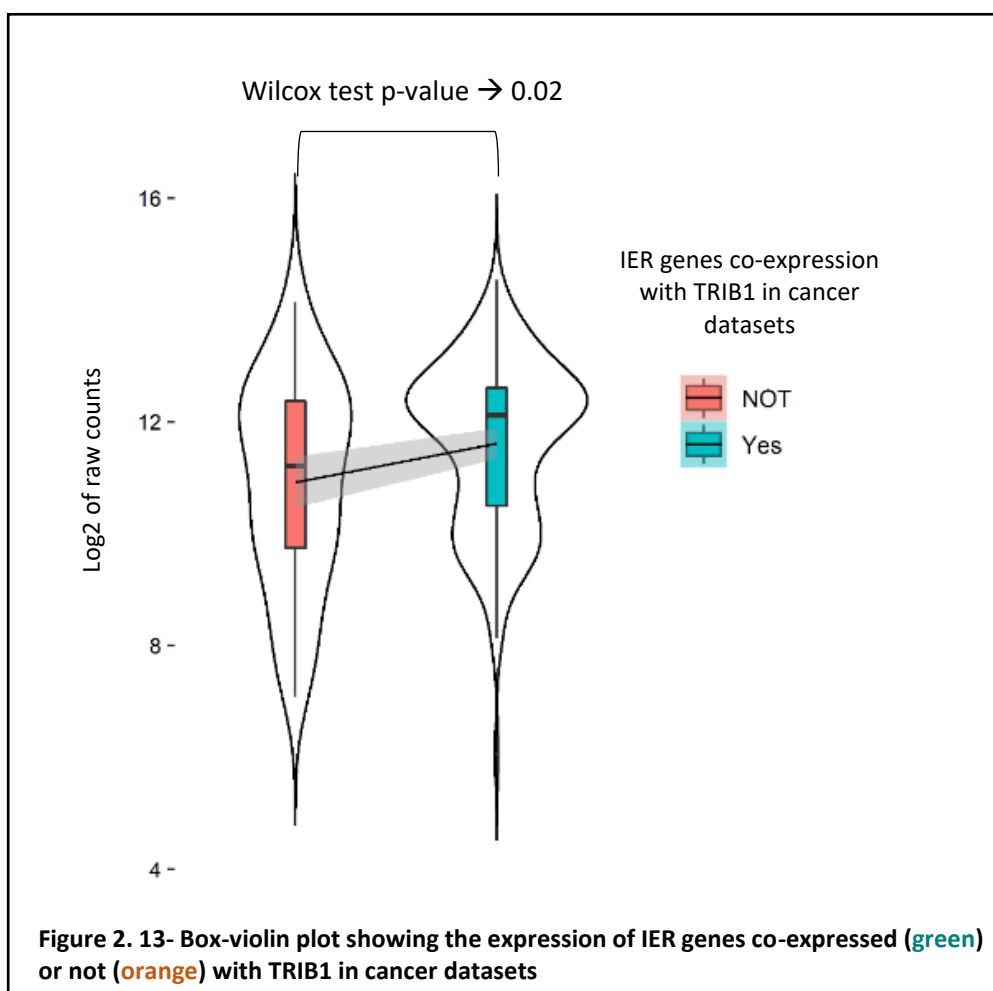 Wilcox test p-value → 0.02
16 -
12 -
8 -
4 -
Log2 of raw counts
IER genes co-expression
with TRIB1 in cancer
datasets
NOT
Yes
Figure 2. 13- Box-violin plot showing the expression of IER genes co-expressed (green)
or not (orange) with TRIB1 in cancer datasets